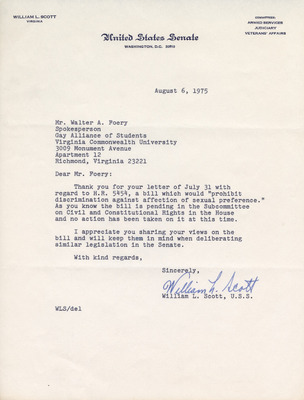 WILLIAM L. SCOTT
VIRGINIA
COMMITTEES:
ARMED SERVICES
JUDICIARY
VETERANS' AFFAIRS
United States Senate
WASHINGTON, D.C. 20510
August 6, 1975
Mr. Walter A. Foery
Spokesperson
Gay Alliance of Students
Virginia Commonwealth University
3009 Monument Avenue
Apartment 12
Richmond, Virginia 23221
Dear Mr. Foery:
Thank you for your letter of July 31 with
regard to H.R. 5454, a bill which would "prohibit
discrimination against affection of sexual preference."
As you know the bill is pending in the Subcommittee
on Civil and Constitutional Rights in the House
and no action has been taken on it at this time.
I appreciate you sharing your views on the
bill and will keep them in mind when deliberating
similar legislation in the Senate.
With kind regards,
Sincerely,
William L. Scott
William L. Scott, U.S.S.
WLS/del